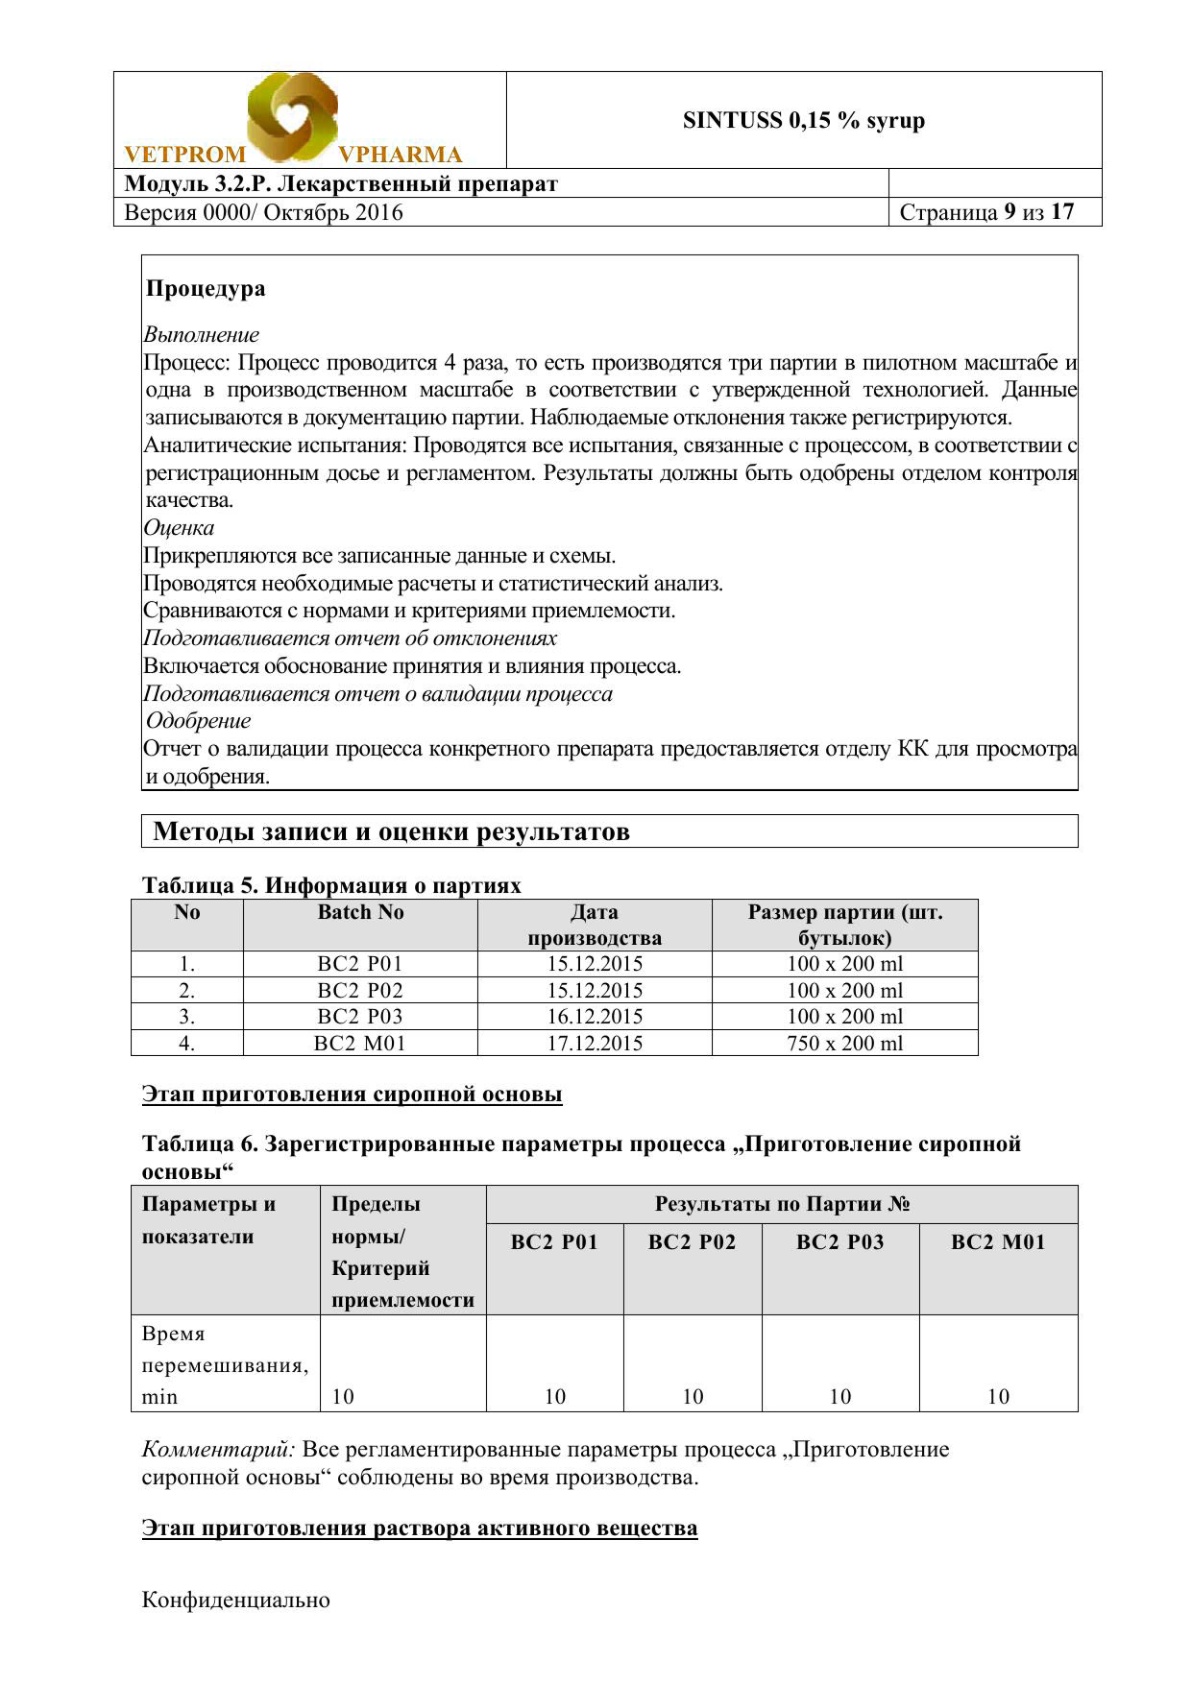 VETPROM VPHARMA
SINTUSS 0,15 % syrup
Модуль 3.2.P. Лекарственный препарат
Версия 0000/ Октябрь 2016
Страница 9 из 17
Процедура
Выполнение
Процесс: Процесс проводится 4 раза, то есть производятся три партии в пилотном масштабе и
одна в производственном масштабе в соответствии с утвержденной технологией. Данные
записываются в документацию партии. Наблюдаемые отклонения также регистрируются.
Аналитические испытания: Проводятся все испытания, связанные с процессом, в соответствии с
регистрационным досье и регламентом. Результаты должны быть одобрены отделом контроля
качества.
Оценка
Прикрепляются все записанные данные и схемы.
Проводятся необходимые расчеты и статистический анализ.
Сравниваются с нормами и критериями приемлемости.
Подготавливается отчет об отклонениях
Включается обоснование принятия и влияния процесса.
Подготавливается отчет о валидации процесса
Одобрение
Отчет о валидации процесса конкретного препарата предоставляется отделу КК для просмотра
и одобрения.
Методы записи и оценки результатов
Таблица 5. Информация о партиях
No Batch No Дата Размер партии (шт.
производства бутылок)
1. BC2 P01 15.12.2015 100 x 200 ml
2. BC2 P02 15.12.2015 100 x 200 ml
3. BC2 P03 16.12.2015 100 x 200 ml
4. BC2 M01 17.12.2015 750 x 200 ml
Этап приготовления сиропной основы
Таблица 6. Зарегистрированные параметры процесса „Приготовление сиропной
основы“
Параметры и Пределы Результаты по Партии №
показатели нормы/ BC2 P01 BC2 P02 BC2 P03 BC2 M01
Критерий
приемлемости
Время
перемешивания,
min 10 10 10 10 10
Комментарий: Все регламентированные параметры процесса „Приготовление
сиропной основы“ соблюдены во время производства.
Этап приготовления раствора активного вещества
Конфиденциально